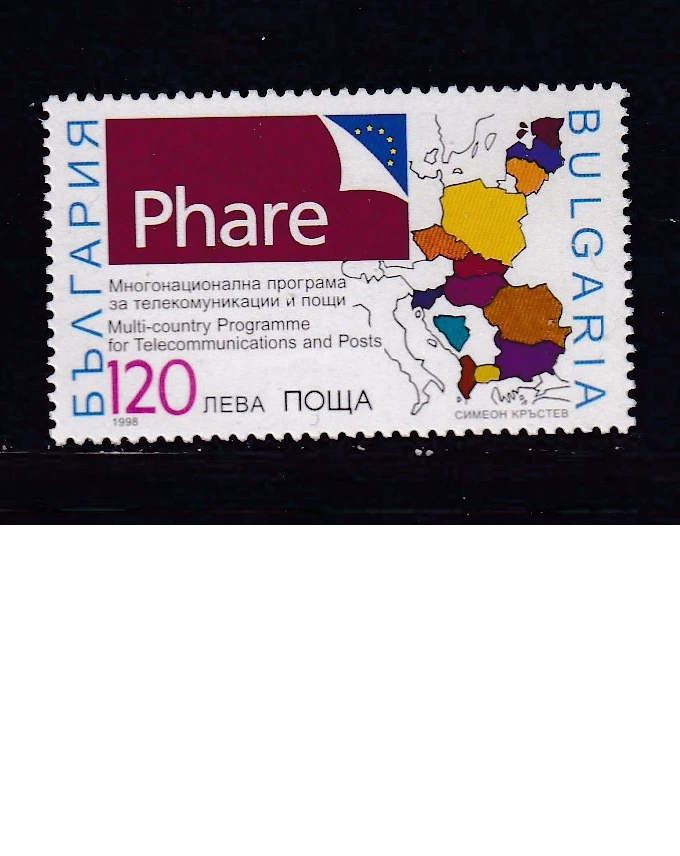 БЪЛГАРИЯ
Phare
Многонационална програма
за телекомуникации и пощи
Multi-country Programme
for Telecommunications and Posts
120 ЛЕВА ПОЩА
1998
СИМЕОН КРЪСТЕВ
BULGARIA